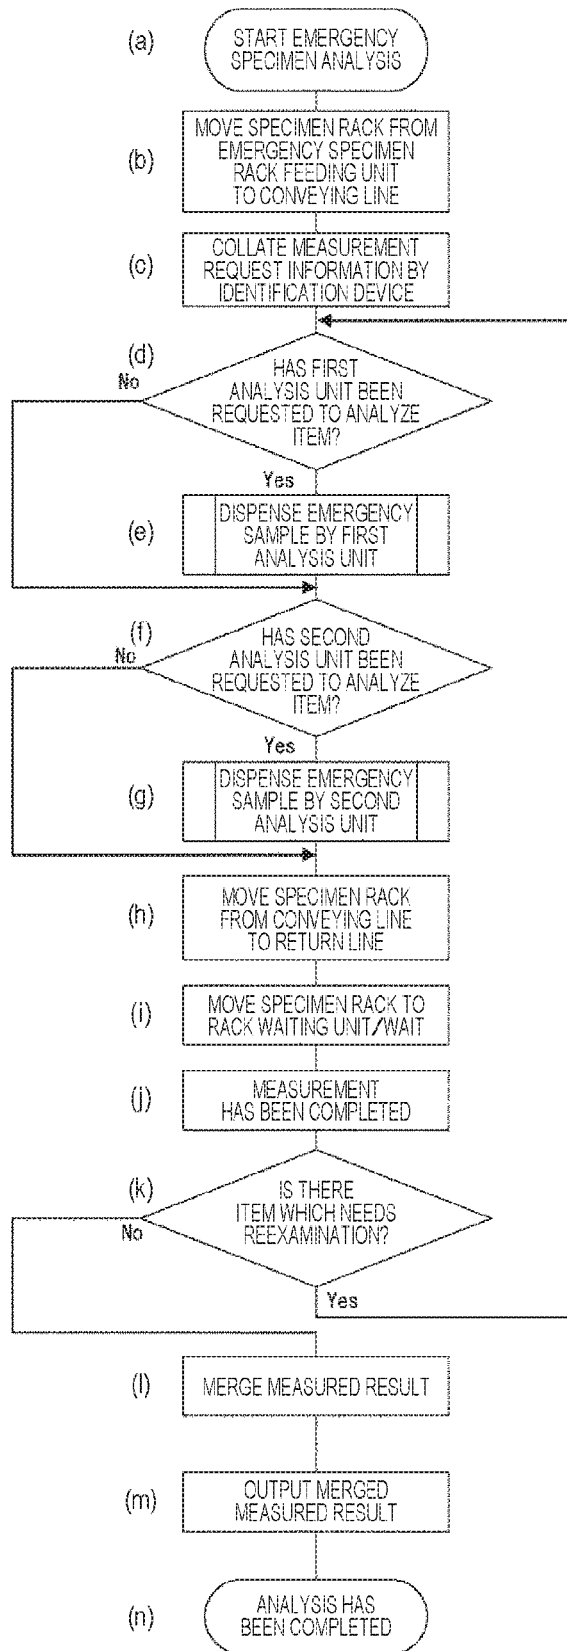 (a)
START EMERGENCY
SPECIMEN ANALYSIS
(b)
MOVE SPECIMEN RACK FROM
EMERGENCY SPECIMEN
RACK FEEDING UNIT
TO CONVEYING LINE
(c)
COLLATE MEASUREMENT
REQUEST INFORMATION BY
IDENTIFICATION DEVICE
(d)
No
HAS FIRST
ANALYSIS UNIT BEEN
REQUESTED TO ANALYZE
ITEM?
Yes
(e)
DISPENSE EMERGENCY
SAMPLE BY FIRST
ANALYSIS UNIT
(f)
No
HAS SECOND
ANALYSIS UNIT BEEN
REQUESTED TO ANALYZE
ITEM?
Yes
(g)
DISPENSE EMERGENCY
SAMPLE BY SECOND
ANALYSIS UNIT
(h)
MOVE SPECIMEN RACK
FROM CONVEYING LINE
TO RETURN LINE
(i)
MOVE SPECIMEN RACK TO
RACK WAITING UNIT/WAIT
(j)
MEASUREMENT
HAS BEEN COMPLETED
(k)
No
IS THERE
ITEM WHICH NEEDS
REEXAMINATION?
Yes
(l)
MERGE MEASURED RESULT
(m)
OUTPUT MERGED
MEASURED RESULT
(n)
ANALYSIS HAS
BEEN COMPLETED